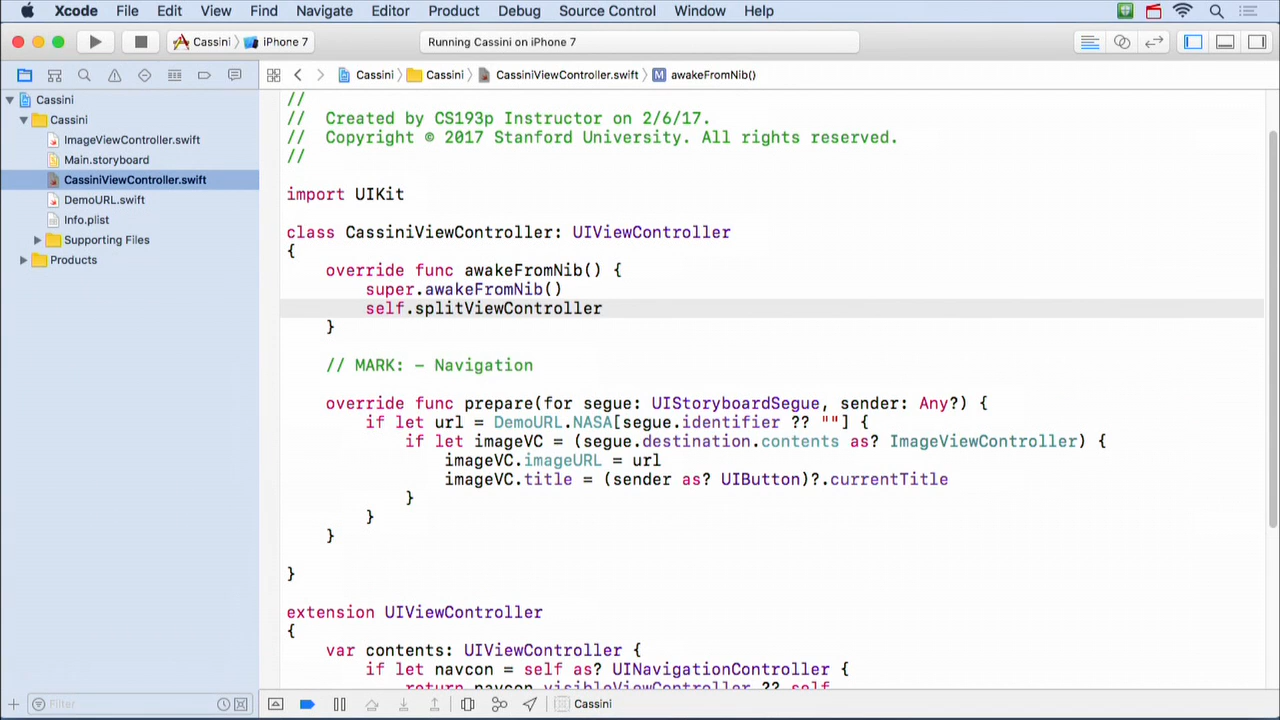 Xcode File Edit View Find Navigate Editor Product Debug Source Control Window Help
Cassini iPhone 7 Running Cassini on iPhone 7
Cassini Cassini CassiniViewController.swift M awakeFromNib()
Cassini
Cassini
ImageViewController.swift
Main.storyboard
CassiniViewController.swift
DemoURL.swift
Info.plist
Supporting Files
Products
//
// Created by CS193p Instructor on 2/6/17.
// Copyright © 2017 Stanford University. All rights reserved.
//
import UIKit
class CassiniViewController: UIViewController
{
override func awakeFromNib() {
super.awakeFromNib()
self.splitViewController
}
// MARK: - Navigation
override func prepare(for segue: UIStoryboardSegue, sender: Any?) {
if let url = DemoURL.NASA[segue.identifier ?? ""] {
if let imageVC = (segue.destination.contents as? ImageViewController) {
imageVC.imageURL = url
imageVC.title = (sender as? UIButton)?.currentTitle
}
}
}
}
extension UIViewController
{
var contents: UIViewController {
if let navcon = self as? UINavigationController {
return navcon.visibleViewController ?? self
Filter
Cassini